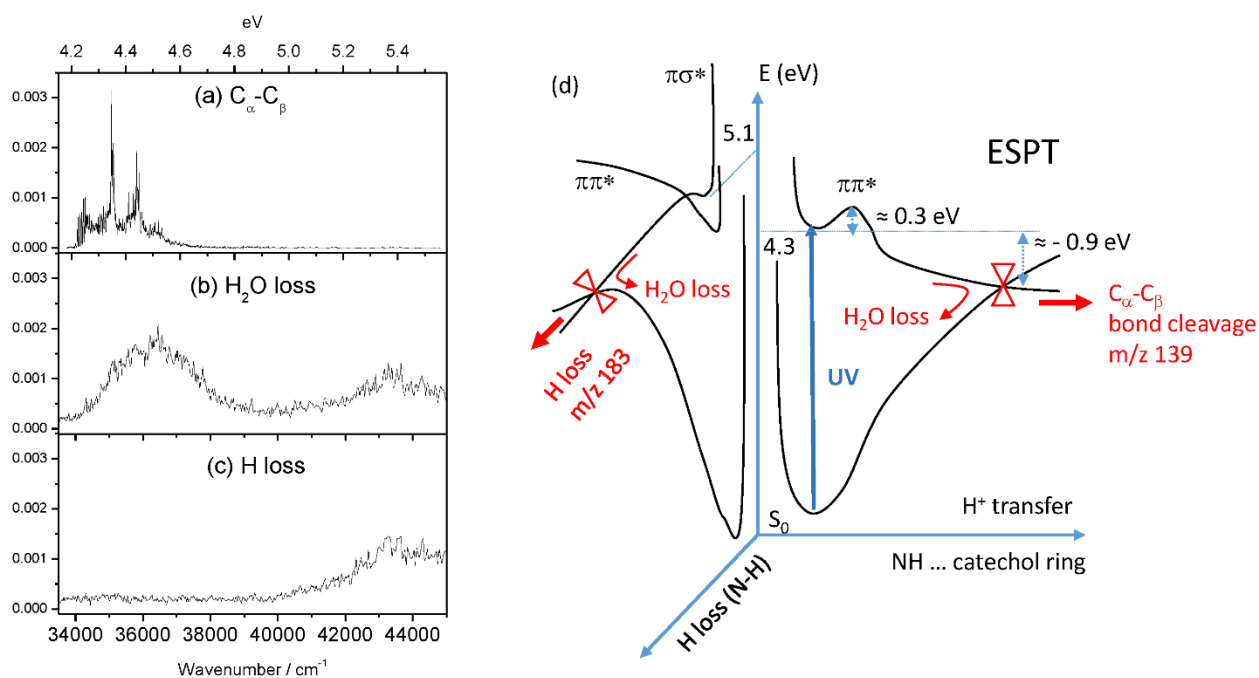 eV
4.2 4.4 4.6 4.8 5.0 5.2 5.4
(a) Cα-Cβ
0.003
0.002
0.001
0.000
(b) H2O loss
0.003
0.002
0.001
0.000
(c) H loss
0.003
0.002
0.001
0.000
34000 36000 38000 40000 42000 44000
Wavenumber / cm-1
(d)
πσ*
E (eV)
5.1
ESPT
ππ*
ππ*
≈ 0.3 eV
4.3
≈ - 0.9 eV
H2O loss
H2O loss
Cα-Cβ
bond cleavage
m/z 139
H loss
m/z 183
UV
S0
H+ transfer
NH ... catechol ring
H loss (N-H)